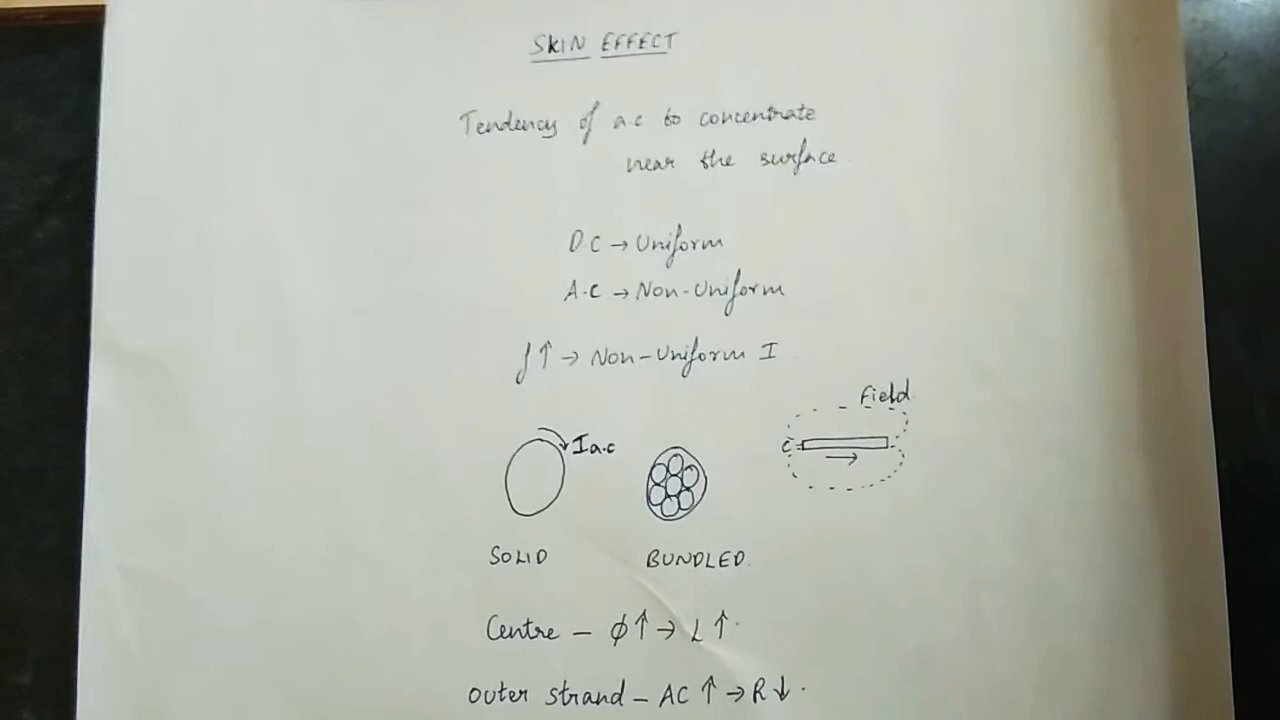 SKIN EFFECT
Tendency of a.c to concentrate
near the surface
D.C → Uniform
A.C → Non-Uniform
f↑ → Non-Uniform I
Field
I a.c
C
SOLID
BUNDLED.
Centre – ϕ↑ → L↑.
outer strand – AC ↑ → R↓.